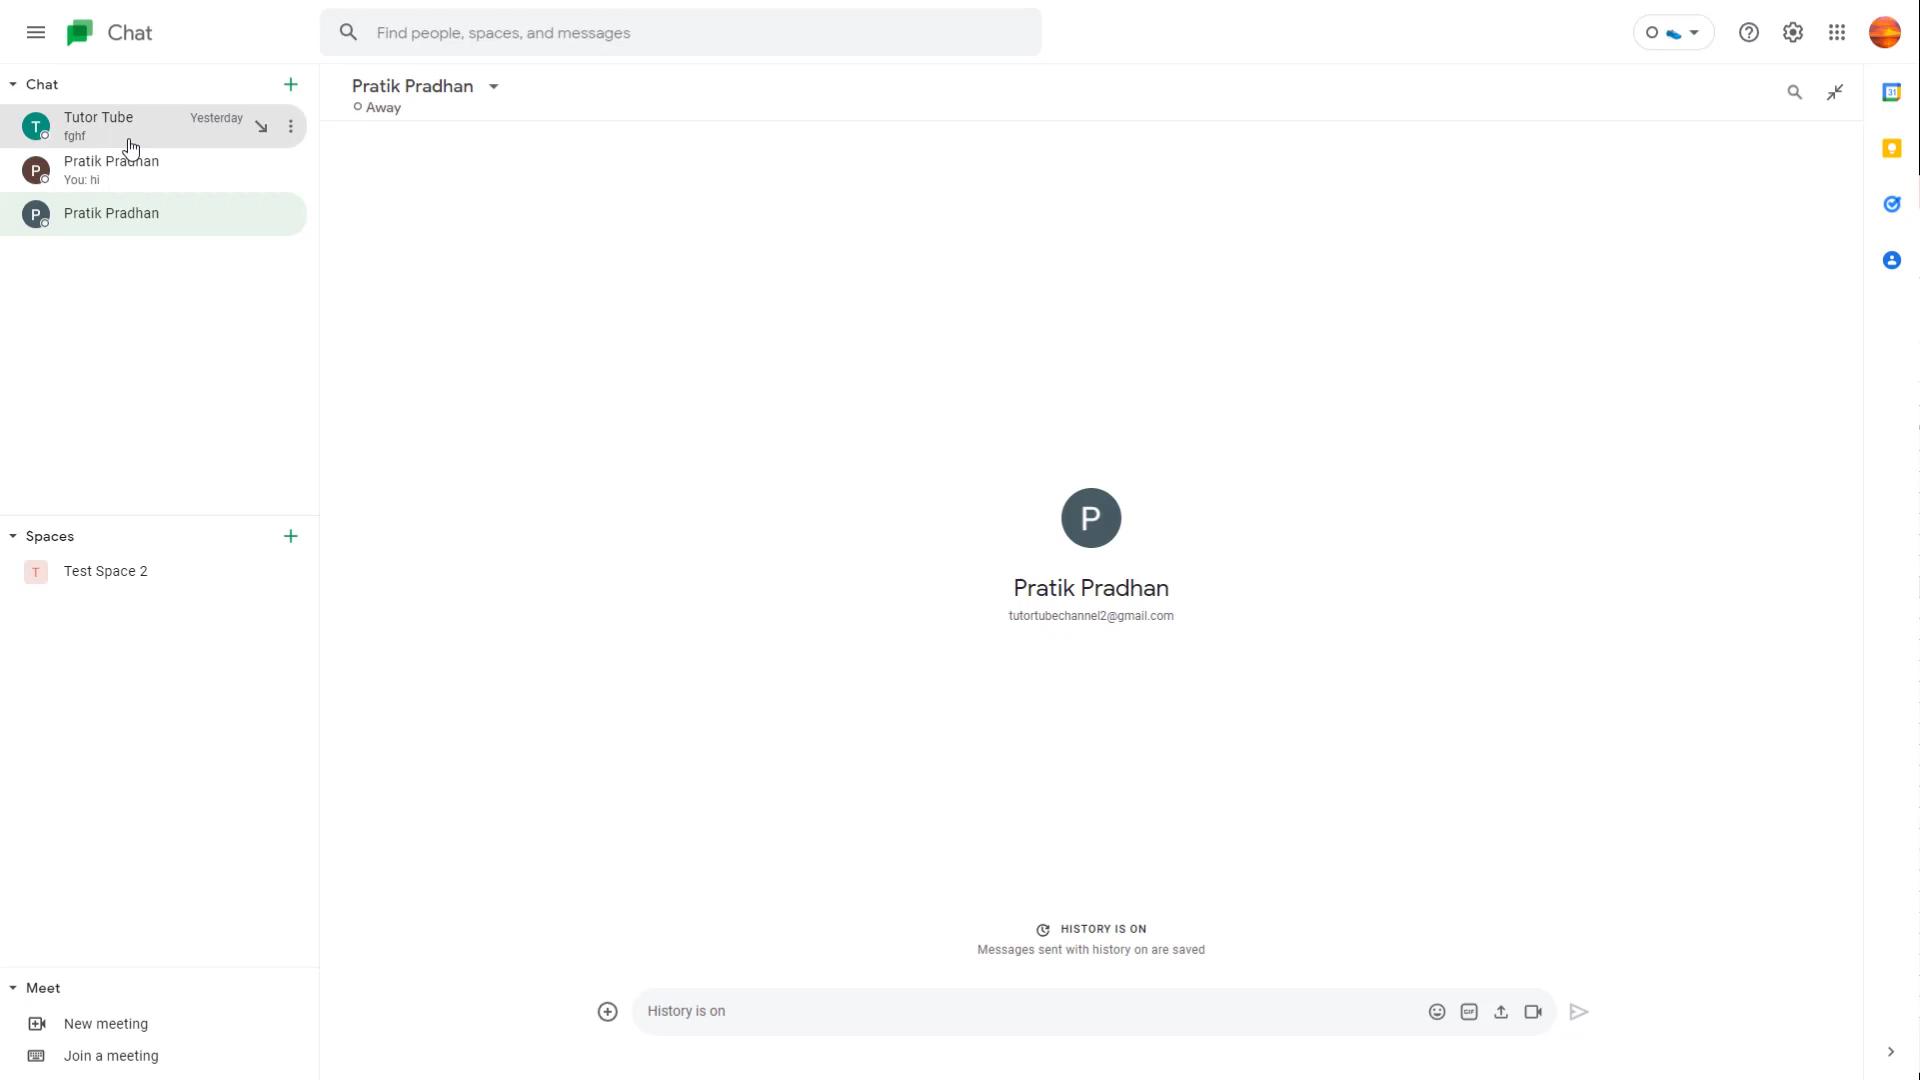 Chat
Find people, spaces, and messages
Chat
T
Tutor Tube
Yesterday
fghf
P
Pratik Pradhan
You: hi
P
Pratik Pradhan
Pratik Pradhan
Away
31
Spaces
T
Test Space 2
P
Pratik Pradhan
tutortubechannel2@gmail.com
HISTORY IS ON
Messages sent with history on are saved
History is on
GIF
Meet
New meeting
Join a meeting